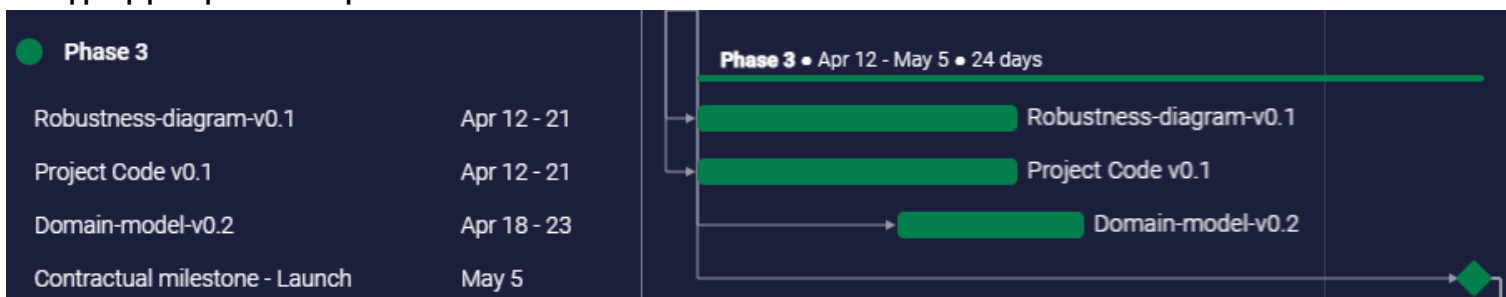 Phase 3
Phase 3 • Apr 12 - May 5 • 24 days
Robustness-diagram-v0.1 Apr 12 - 21 Robustness-diagram-v0.1
Project Code v0.1 Apr 12 - 21 Project Code v0.1
Domain-model-v0.2 Apr 18 - 23 Domain-model-v0.2
Contractual milestone - Launch May 5